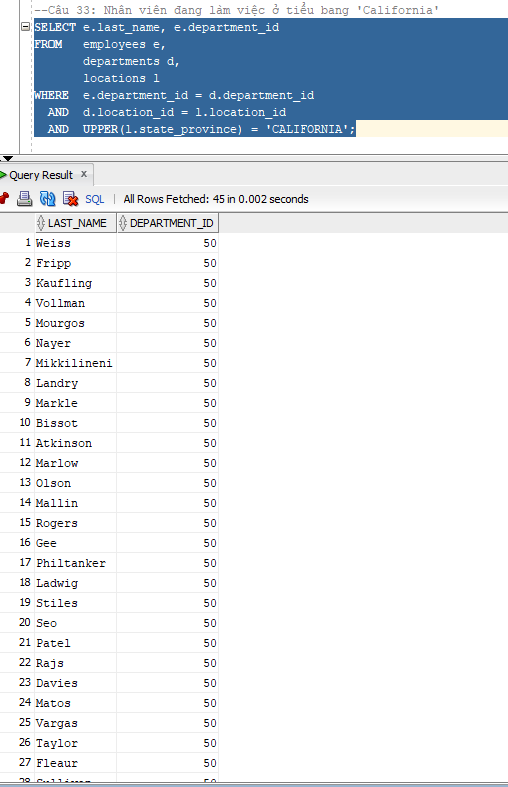 --Câu 33: Nhân viên đang làm việc ở tiểu bang 'California'
SELECT e.last_name, e.department_id
FROM   employees e,
       departments d,
       locations l
WHERE  e.department_id = d.department_id
  AND  d.location_id = l.location_id
  AND  UPPER(l.state_province) = 'CALIFORNIA';
Query Result x
SQL | All Rows Fetched: 45 in 0.002 seconds
LAST_NAME DEPARTMENT_ID
1 Weiss 50
2 Fripp 50
3 Kaufling 50
4 Vollman 50
5 Mourgos 50
6 Nayer 50
7 Mikkilineni 50
8 Landry 50
9 Markle 50
10 Bissot 50
11 Atkinson 50
12 Marlow 50
13 Olson 50
14 Mallin 50
15 Rogers 50
16 Gee 50
17 Philtanker 50
18 Ladwig 50
19 Stiles 50
20 Seo 50
21 Patel 50
22 Rajs 50
23 Davies 50
24 Matos 50
25 Vargas 50
26 Taylor 50
27 Fleaur 50
28 50